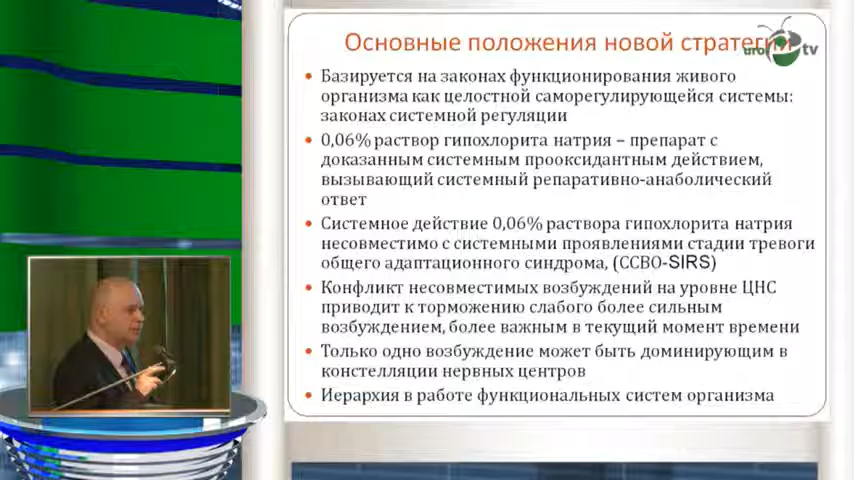 Основные положения новой стратегии
uro tv
Базируется на законах функционирования живого
организма как целостной саморегулирующейся системы:
законах системной регуляции
0,06% раствор гипохлорита натрия – препарат с
доказанным системным прооксидантным действием,
вызывающий системный репаративно-анаболический
ответ
Системное действие 0,06% раствора гипохлорита натрия
несовместимо с системными проявлениями стадии тревоги
общего адаптационного синдрома, (ССВО-SIRS)
Конфликт несовместимых возбуждений на уровне ЦНС
приводит к торможению слабого более сильным
возбуждением, более важным в текущий момент времени
Только одно возбуждение может быть доминирующим в
констелляции нервных центров
Иерархия в работе функциональных систем организма